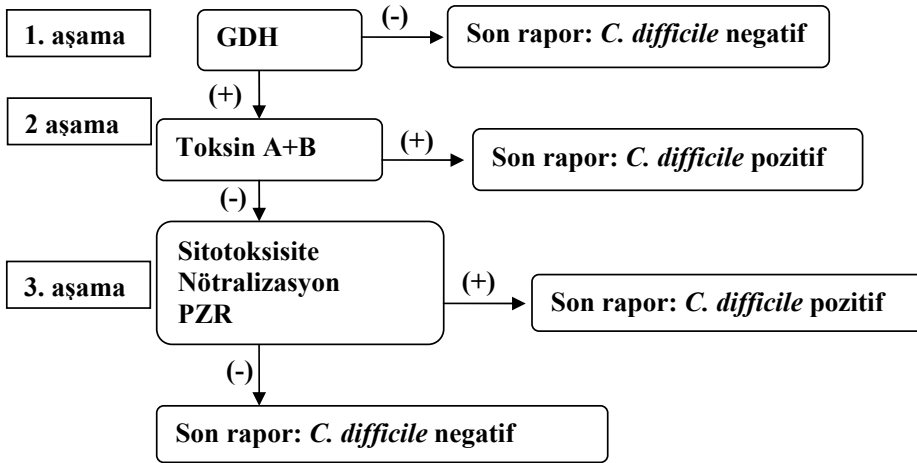 1. aşama
GDH
(-)
Son rapor: C. difficile negatif
(+)
2 aşama
Toksin A+B
(+)
Son rapor: C. difficile pozitif
(-)
3. aşama
Sitotoksisite
Nötralizasyon
PZR
(+)
Son rapor: C. difficile pozitif
(-)
Son rapor: C. difficile negatif